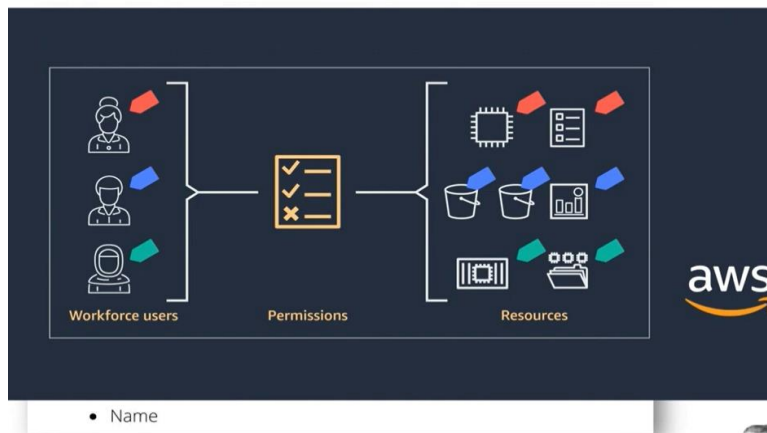 aws
Workforce users
Permissions
Resources
• Name